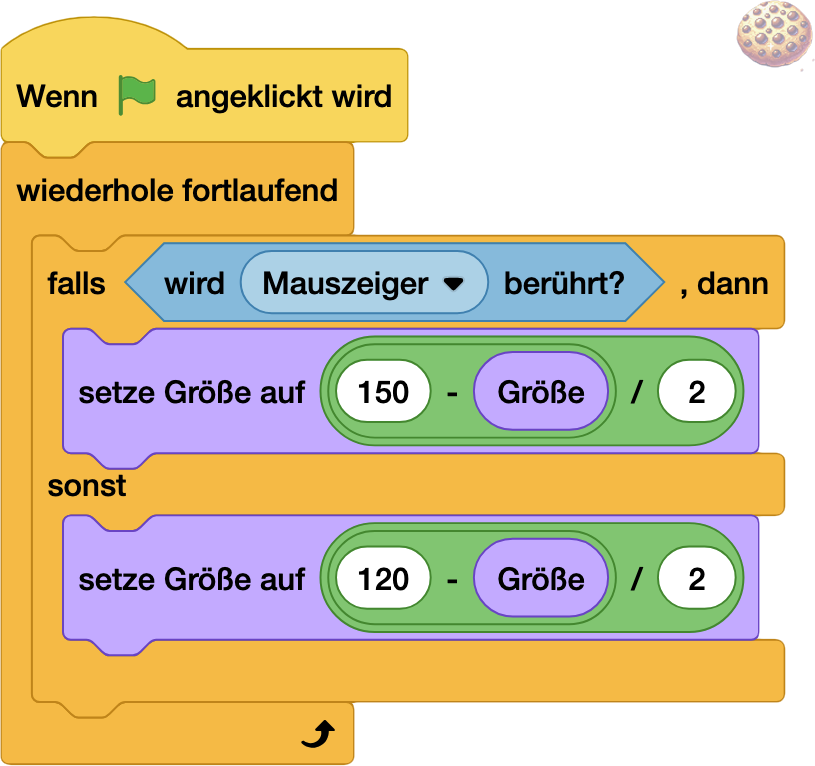 Wenn angeklickt wird
wiederhole fortlaufend
falls wird Mauszeiger berührt? , dann
setze Größe auf 150 - Größe / 2
sonst
setze Größe auf 120 - Größe / 2